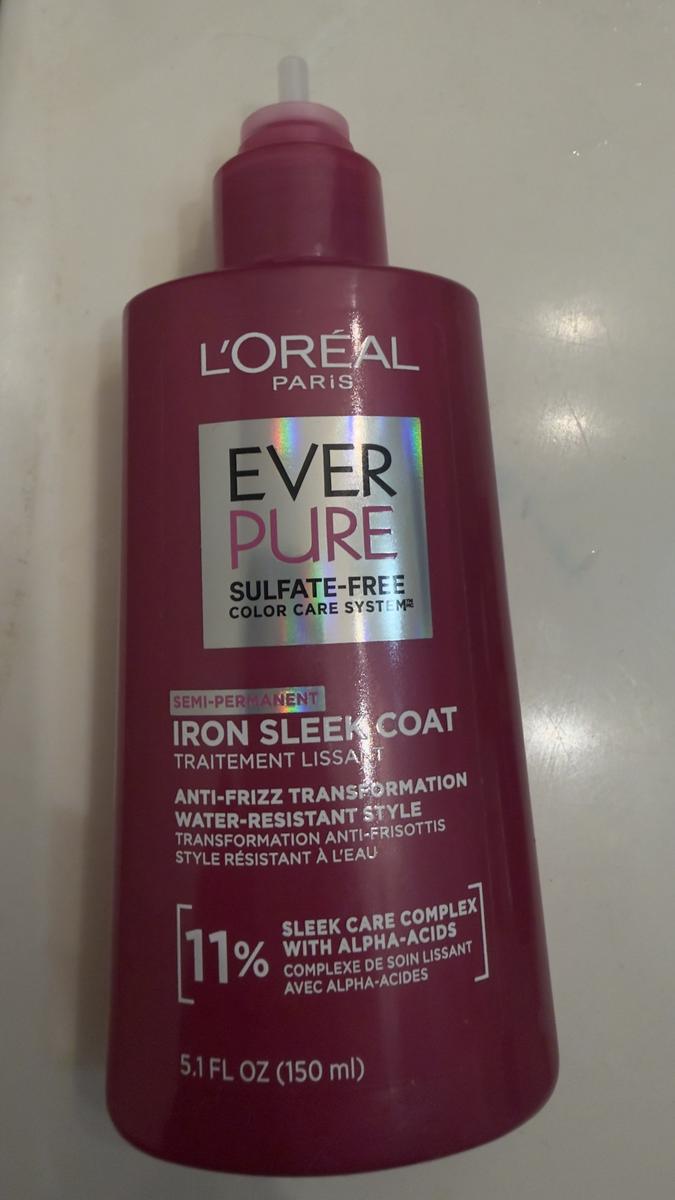 L'ORÉAL
PARIS
EVER
PURE
SULFATE-FREE
COLOR CARE SYSTEM™
SEMI-PERMANENT
IRON SLEEK COAT
TRAITEMENT LISSANT
ANTI-FRIZZ TRANSFORMATION
WATER-RESISTANT STYLE
TRANSFORMATION ANTI-FRISOTTIS
STYLE RÉSISTANT À L'EAU
11% SLEEK CARE COMPLEX
WITH ALPHA-ACIDS
COMPLEXE DE SOIN LISSANT
AVEC ALPHA-ACIDES
5.1 FL OZ (150 ml)